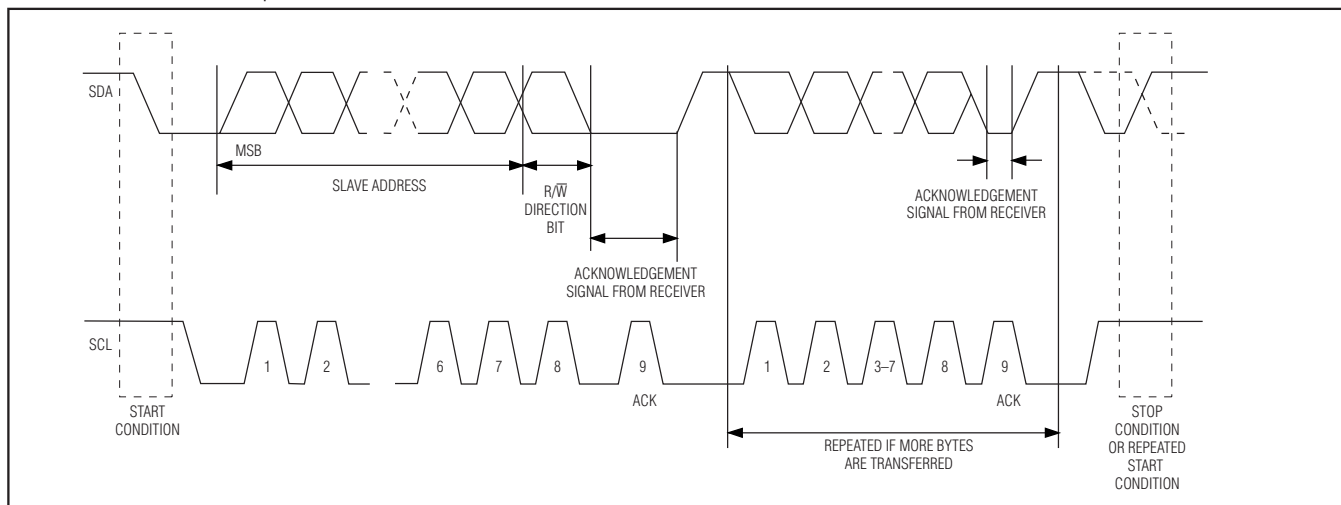 SDA
MSB
SLAVE ADDRESS
R/W̅
DIRECTION
BIT
ACKNOWLEDGEMENT
SIGNAL FROM RECEIVER
ACKNOWLEDGEMENT
SIGNAL FROM RECEIVER
SCL
1 2 6 7 8 9 1 2 3–7 8 9
ACK ACK
START
CONDITION
REPEATED IF MORE BYTES
ARE TRANSFERRED
STOP
CONDITION
OR REPEATED
START
CONDITION